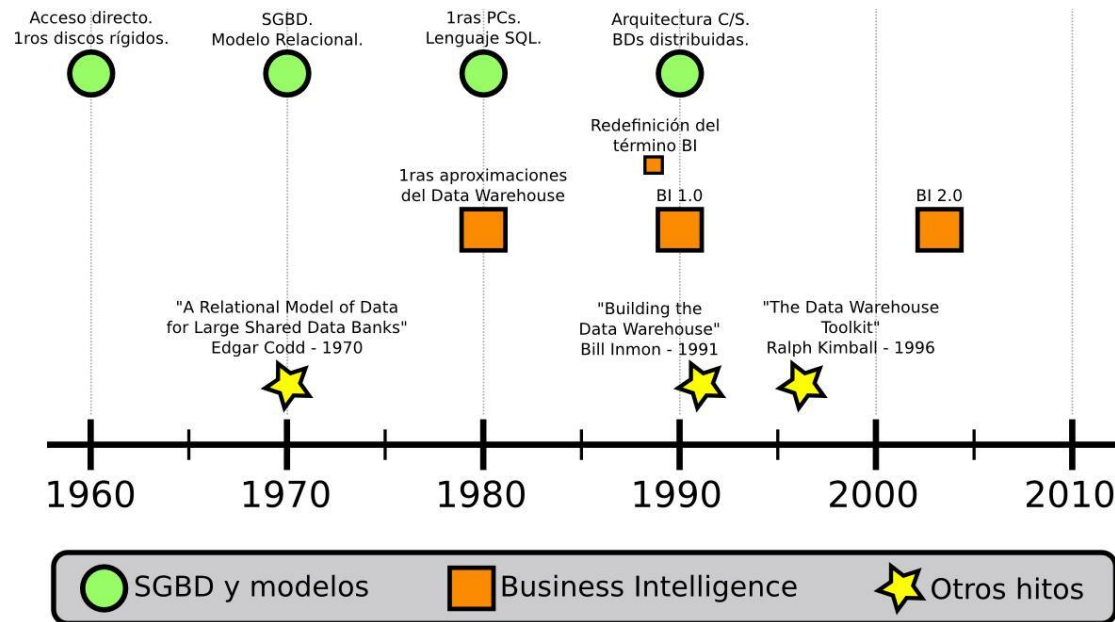 Acceso directo.
1ros discos rígidos.
SGBD.
Modelo Relacional.
1ras PCs.
Lenguaje SQL.
Arquitectura C/S.
BDs distribuidas.
Redefinición del
término BI
1ras aproximaciones
del Data Warehouse
BI 1.0
BI 2.0
"A Relational Model of Data
for Large Shared Data Banks"
Edgar Codd - 1970
"Building the
Data Warehouse"
Bill Inmon - 1991
"The Data Warehouse
Toolkit"
Ralph Kimball - 1996
1960
1970
1980
1990
2000
2010
SGBD y modelos
Business Intelligence
Otros hitos